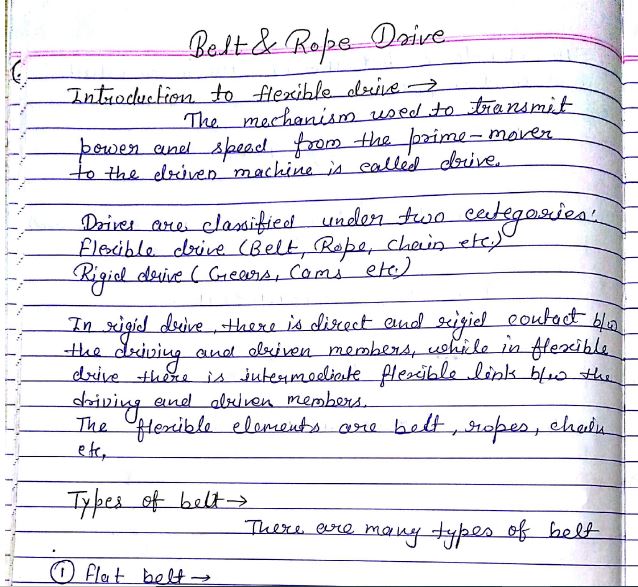 Belt & Rope Drive
Introduction to flexible drive →
The mechanism used to transmit
power and speed from the prime-mover
to the driven machine is called drive.
Drives are classified under two categories:
Flexible drive (Belt, Rope, Chain etc.)
Rigid drive (Gears, Cams etc.)
In rigid drive, there is direct and rigid contact b/w
the driving and driven members, while in flexible
drive there is intermediate flexible link b/w the
driving and driven members.
The flexible elements are belt, ropes, chain
etc,
Types of belt →
There are many types of belt
① Flat belt →